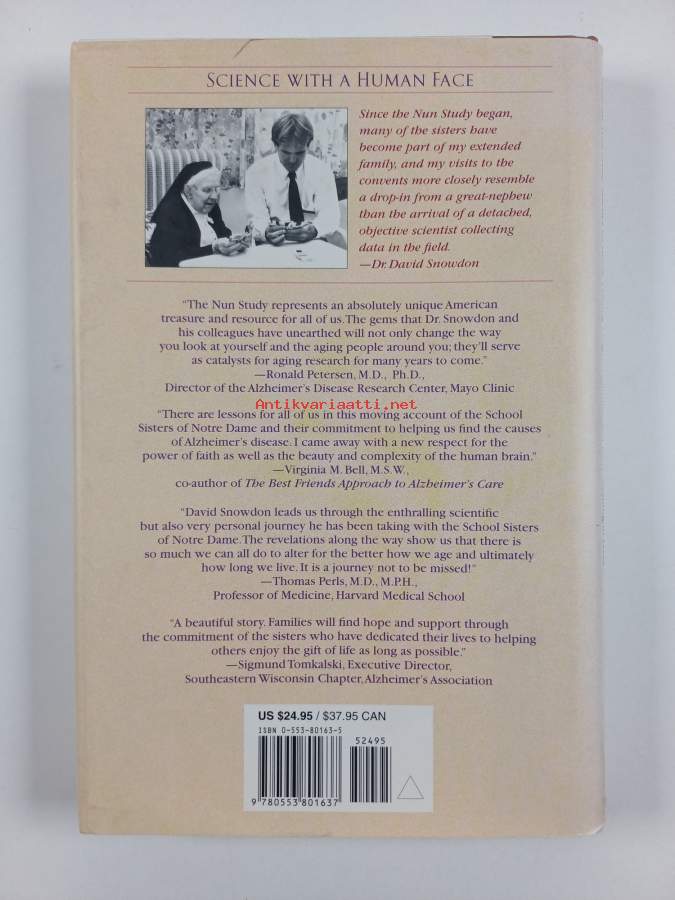 SCIENCE WITH A HUMAN FACE
Since the Nun Study began,
many of the sisters have
become part of my extended
family, and my visits to the
convents more closely resemble
a drop-in from a great-nephew
than the arrival of a detached,
objective scientist collecting
data in the field.
—Dr. David Snowdon
"The Nun Study represents an absolutely unique American
treasure and resource for all of us. The gems that Dr. Snowdon and
his colleagues have unearthed will not only change the way
you look at yourself and the aging people around you; they'll serve
as catalysts for aging research for many years to come."
—Ronald Petersen, M.D., Ph.D.,
Director of the Alzheimer's Disease Research Center, Mayo Clinic
Antikvariaatti.net
"There are lessons for all of us in this moving account of the School
Sisters of Notre Dame and their commitment to helping us find the causes
of Alzheimer's disease. I came away with a new respect for the
power of faith as well as the beauty and complexity of the human brain."
—Virginia M. Bell, M.S.W.,
co-author of The Best Friends Approach to Alzheimer's Care
"David Snowdon leads us through the enthralling scientific
but also very personal journey he has been taking with the School Sisters
of Notre Dame. The revelations along the way show us that there is
so much we can all do to alter for the better how we age and ultimately
how long we live. It is a journey not to be missed!"
—Thomas Perls, M.D., M.P.H.,
Professor of Medicine, Harvard Medical School
"A beautiful story. Families will find hope and support through
the commitment of the sisters who have dedicated their lives to helping
others enjoy the gift of life as long as possible."
—Sigmund Tomkalski, Executive Director,
Southeastern Wisconsin Chapter, Alzheimer's Association
US $24.95 / $37.95 CAN
ISBN 0-553-80163-5
52495
9 780553 801637